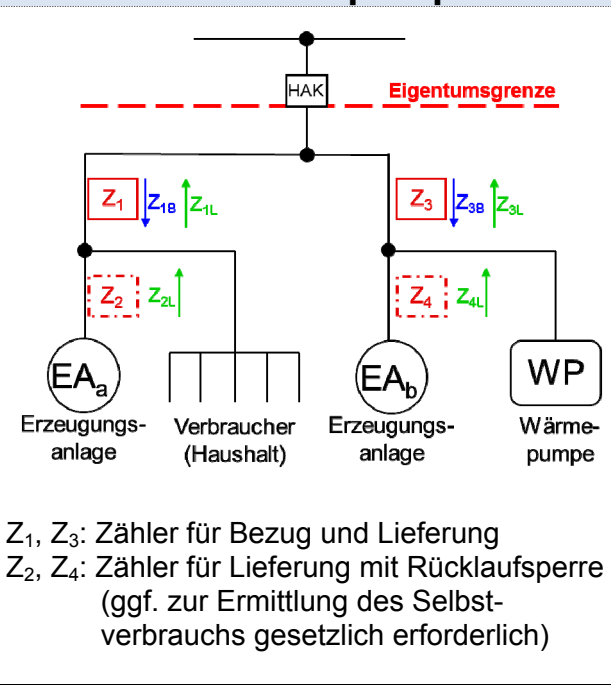 HAK
Eigentumsgrenze
Z1 Z1B Z1L
Z3 Z3B Z3L
Z2 Z2L
Z4 Z4L
EAa
EAb
WP
Erzeugungs-
anlage
Verbraucher
(Haushalt)
Erzeugungs-
anlage
Wärme-
pumpe
Z1, Z3: Zähler für Bezug und Lieferung
Z2, Z4: Zähler für Lieferung mit Rücklaufsperre
(ggf. zur Ermittlung des Selbst-
verbrauchs gesetzlich erforderlich)